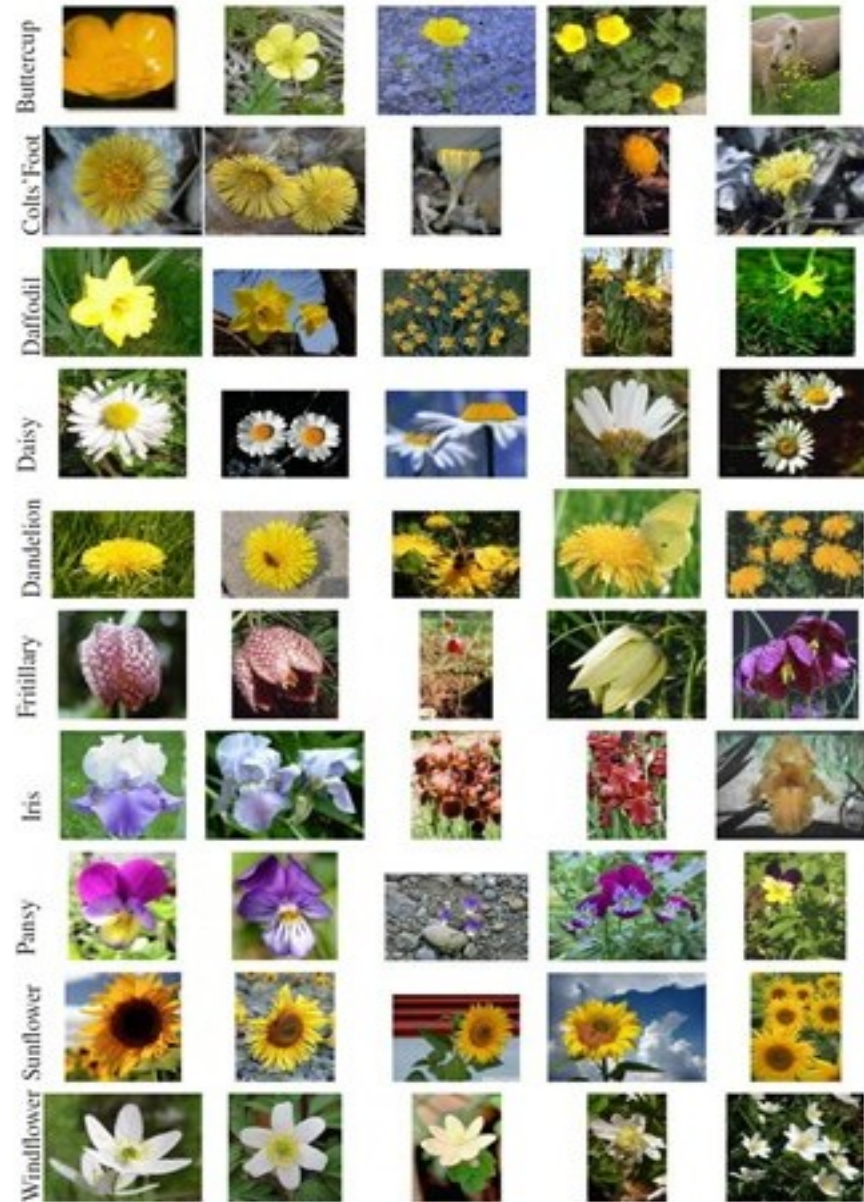 Buttercup
Colts'Foot
Daffodil
Daisy
Dandelion
Fritillary
Iris
Pansy
Sunflower
Windflower